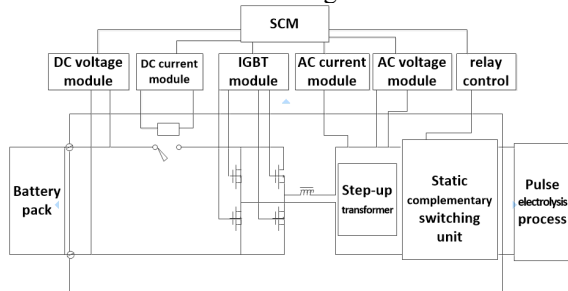 SCM
DC voltage
module
DC current
module
IGBT
module
AC current
module
AC voltage
module
relay
control
Battery
pack
Step-up
transformer
Static
complementary
switching
unit
Pulse
electrolysis
process